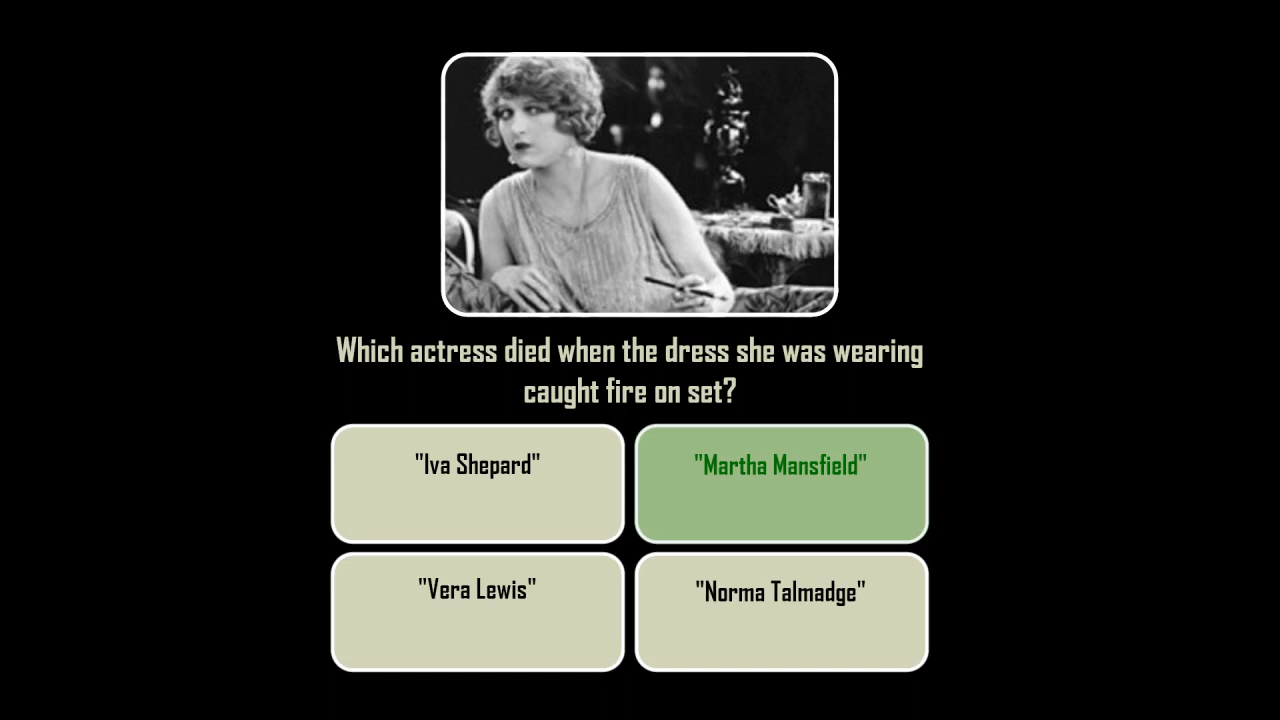 Which actress died when the dress she was wearing
caught fire on set?
"Iva Shepard"
"Martha Mansfield"
"Vera Lewis"
"Norma Talmadge"